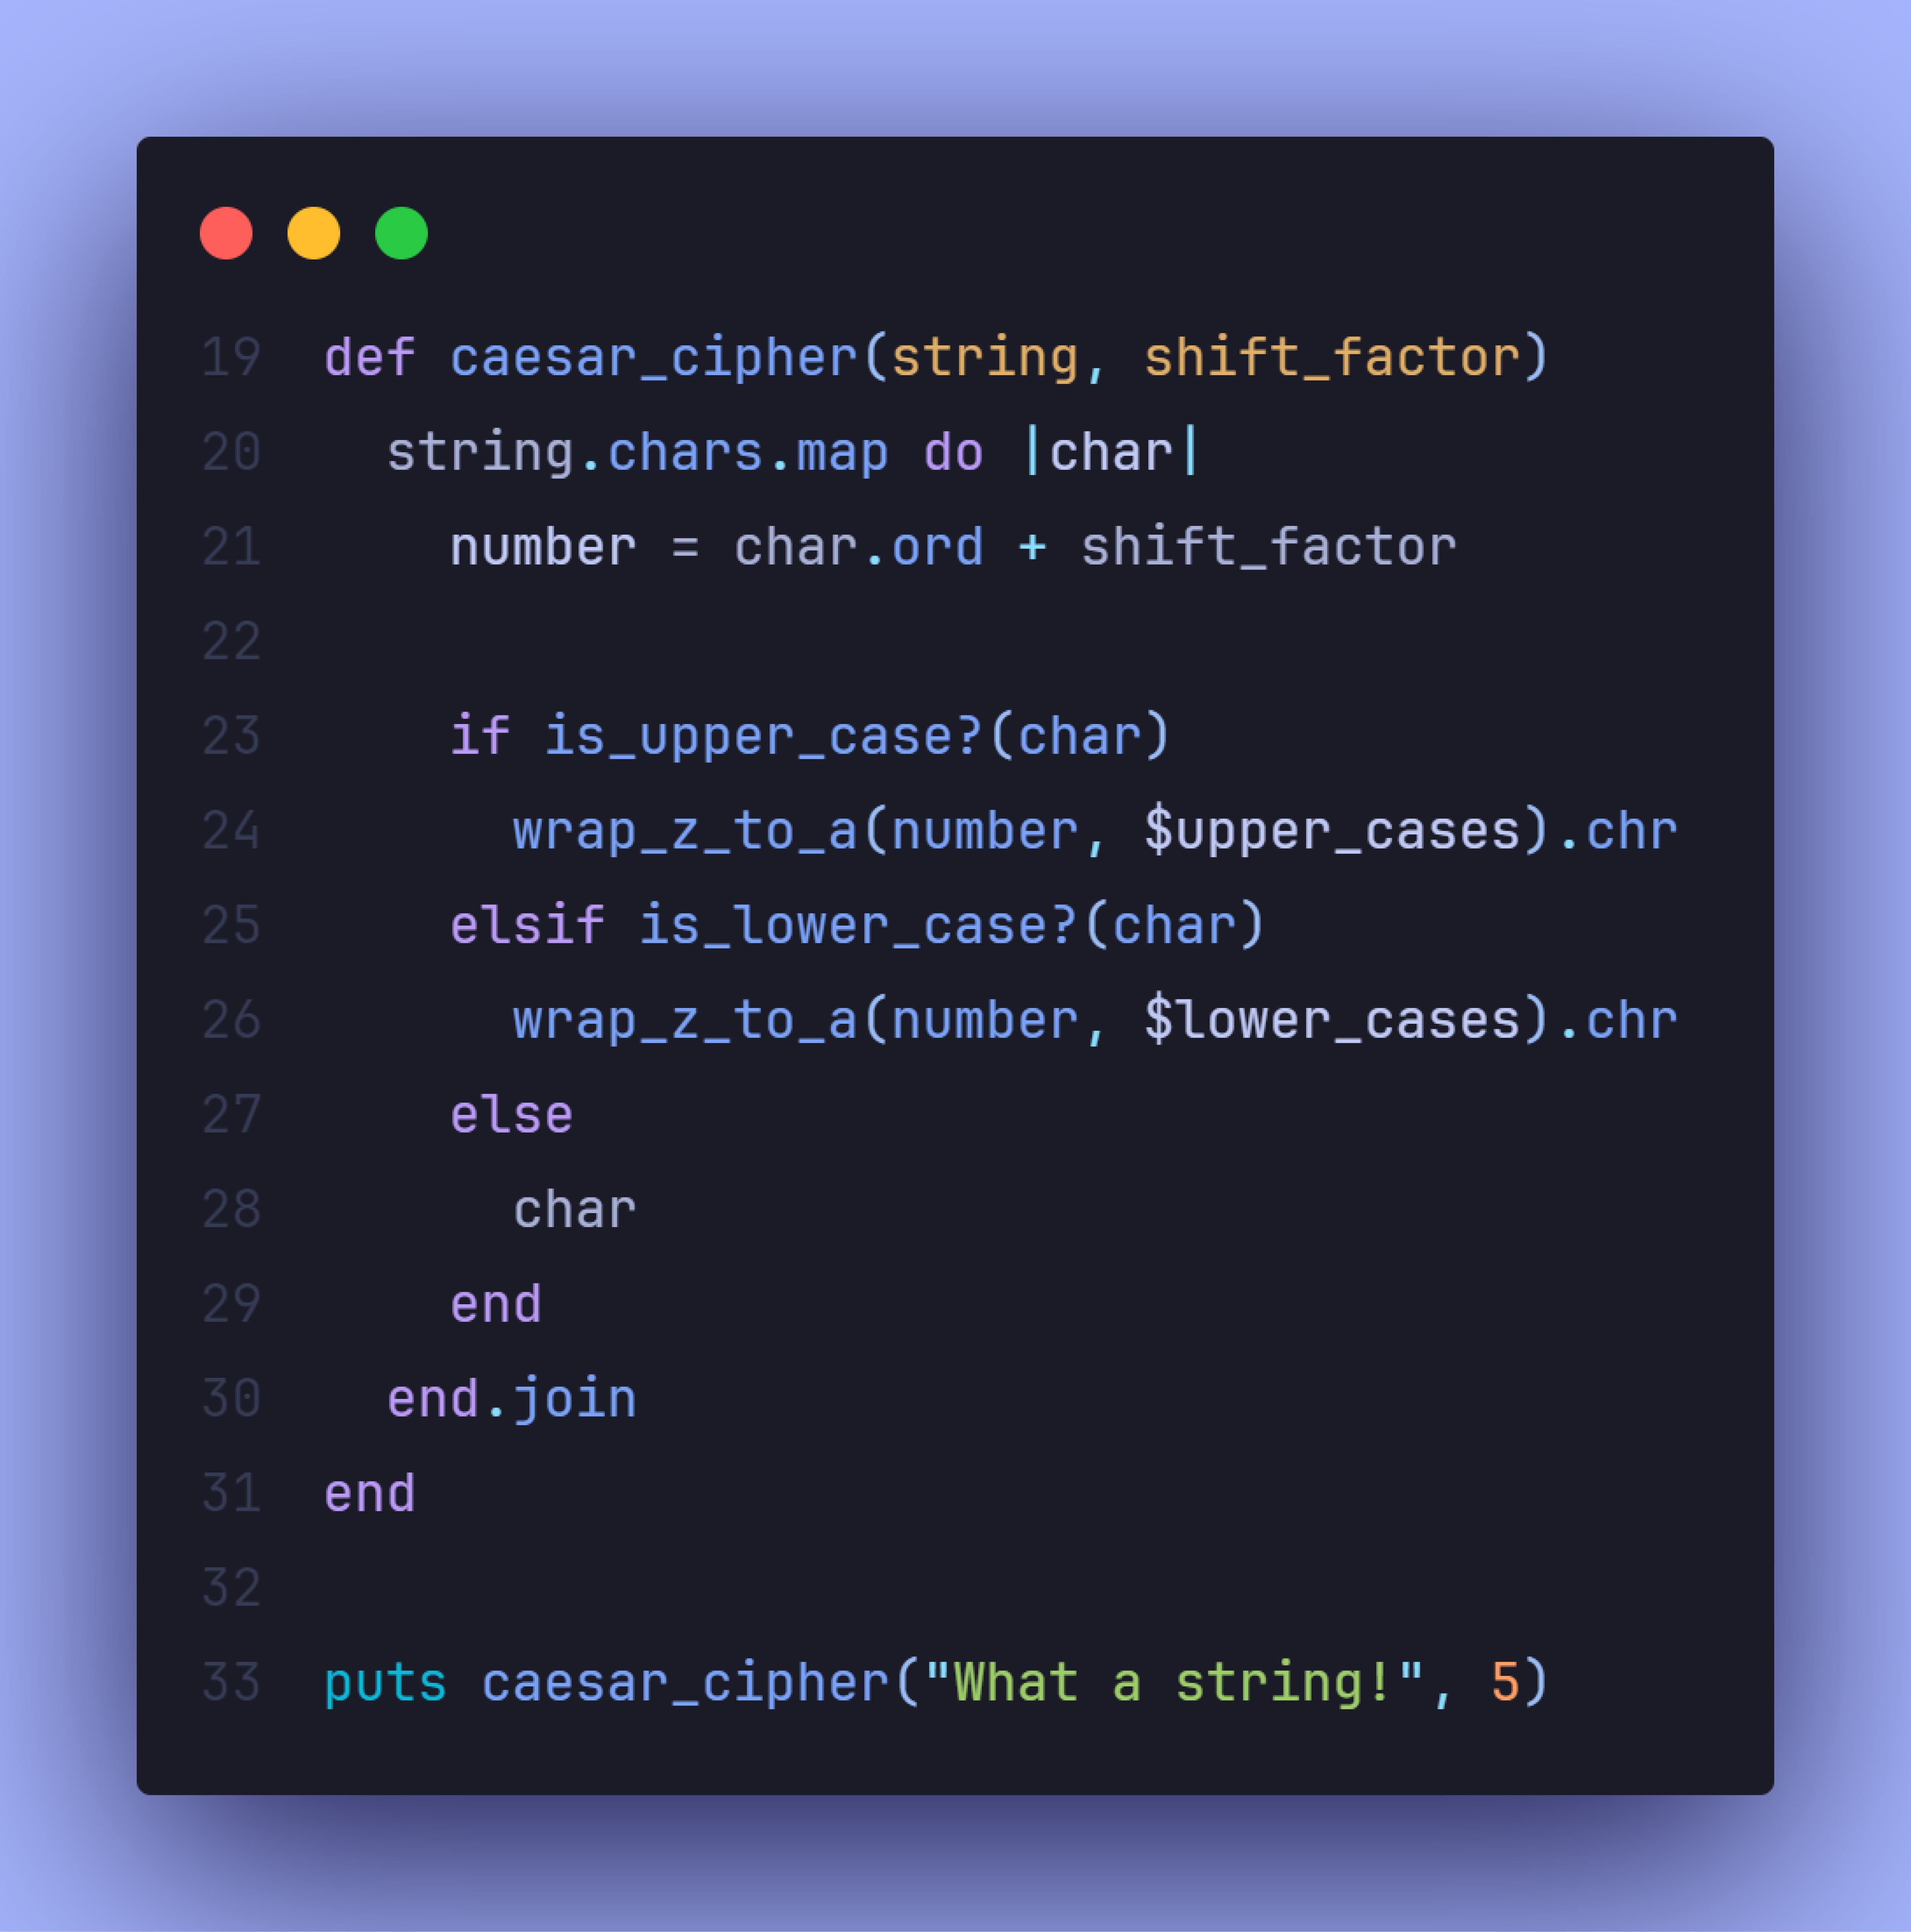 19 def caesar_cipher(string, shift_factor)
20   string.chars.map do |char|
21     number = char.ord + shift_factor
22
23     if is_upper_case?(char)
24       wrap_z_to_a(number, $upper_cases).chr
25     elsif is_lower_case?(char)
26       wrap_z_to_a(number, $lower_cases).chr
27     else
28       char
29     end
30   end.join
31 end
32
33 puts caesar_cipher("What a string!", 5)